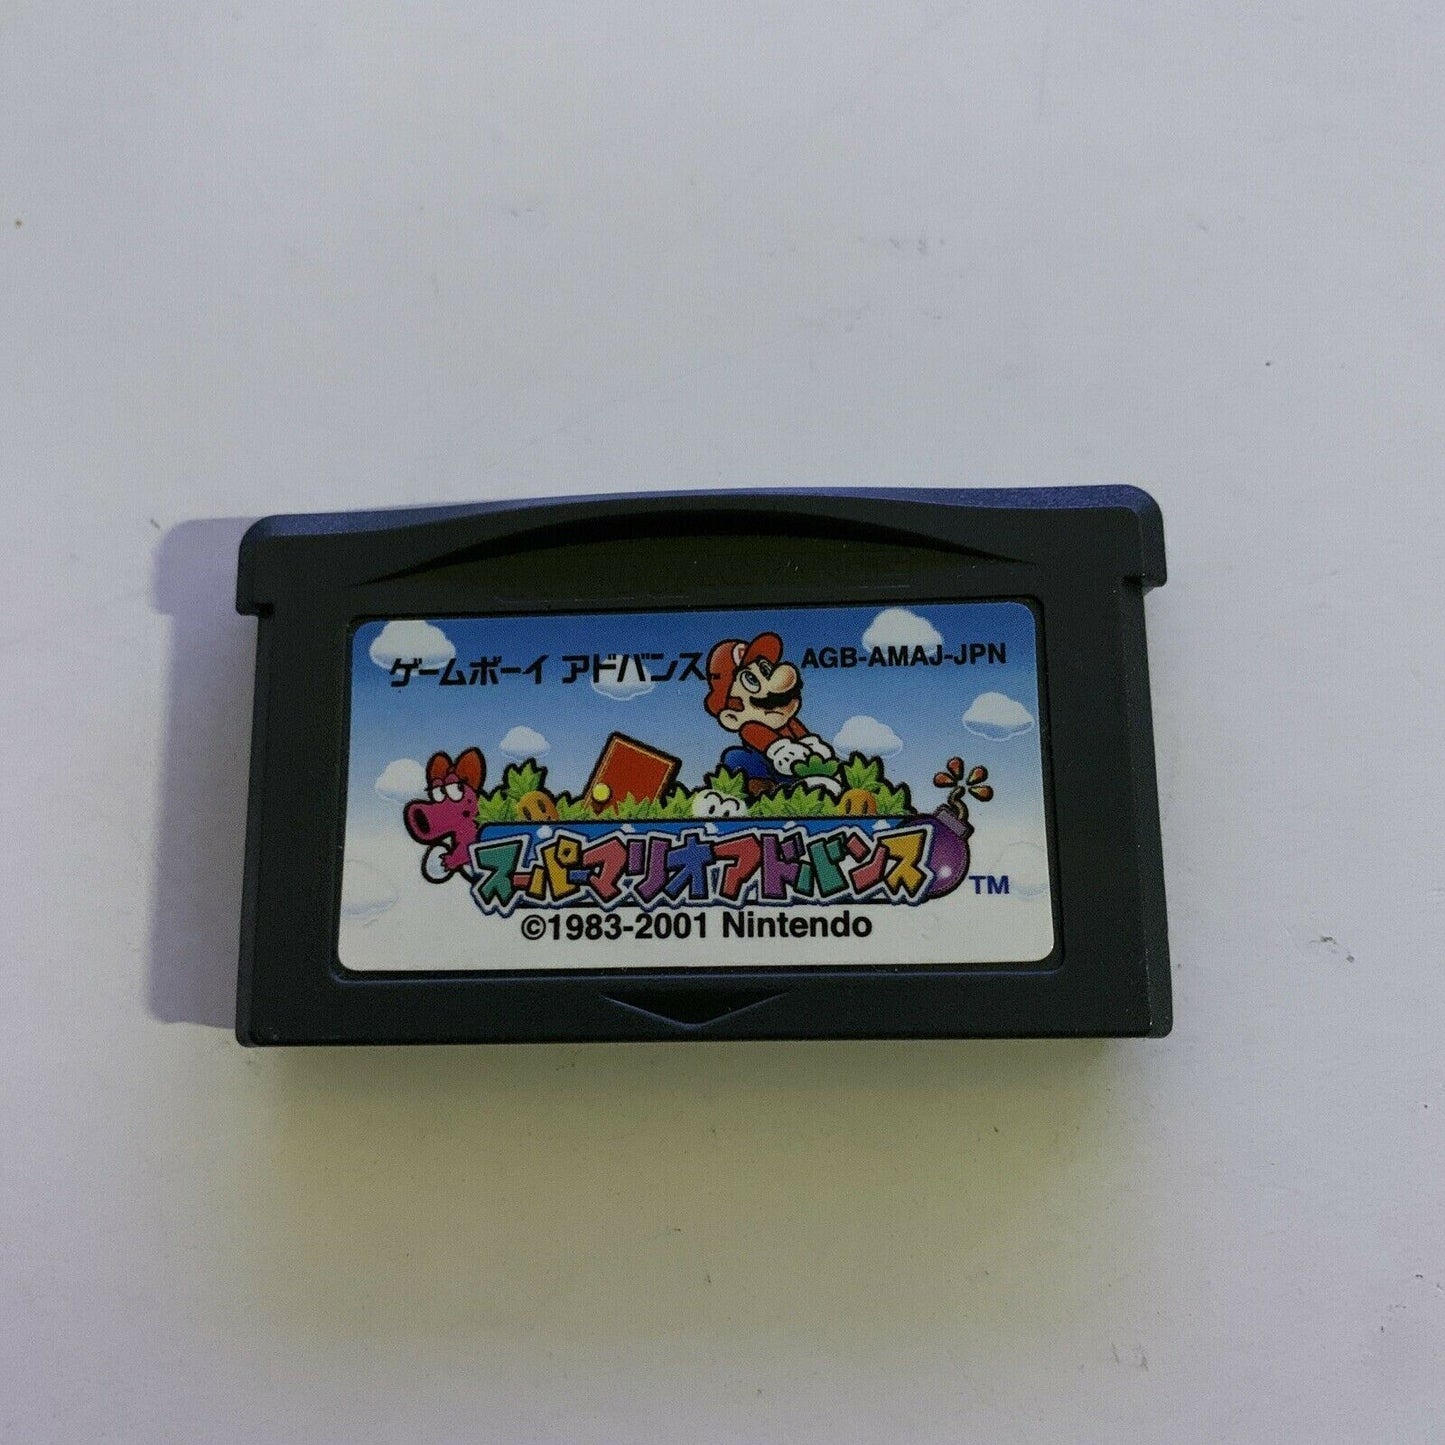 ゲームボーイ アドバンス
AGB-AMAJ-JPN
スーパーマリオアドバンス TM
©1983-2001 Nintendo